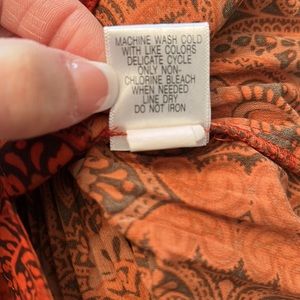 MACHINE WASH COLD
WITH LIKE COLORS
DELICATE CYCLE
ONLY NON-
CHLORINE BLEACH
WHEN NEEDED
LINE DRY
DO NOT IRON